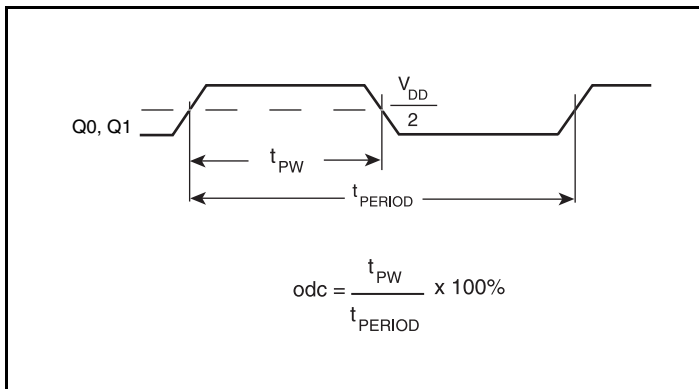 V_DD
2
Q0, Q1
t_PW
t_PERIOD
odc = t_PW
t_PERIOD
x 100%